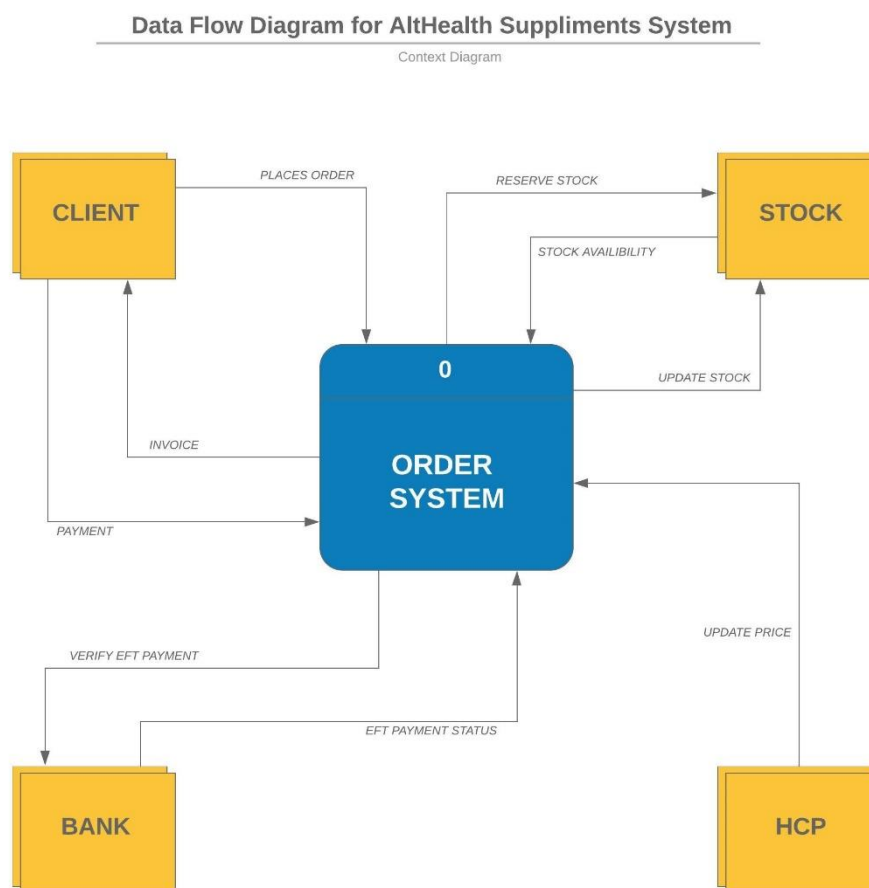 Data Flow Diagram for AltHealth Suppliments System
Context Diagram
CLIENT
PLACES ORDER
RESERVE STOCK
STOCK
STOCK AVAILIBILITY
0
UPDATE STOCK
INVOICE
ORDER
SYSTEM
PAYMENT
UPDATE PRICE
VERIFY EFT PAYMENT
EFT PAYMENT STATUS
BANK
HCP